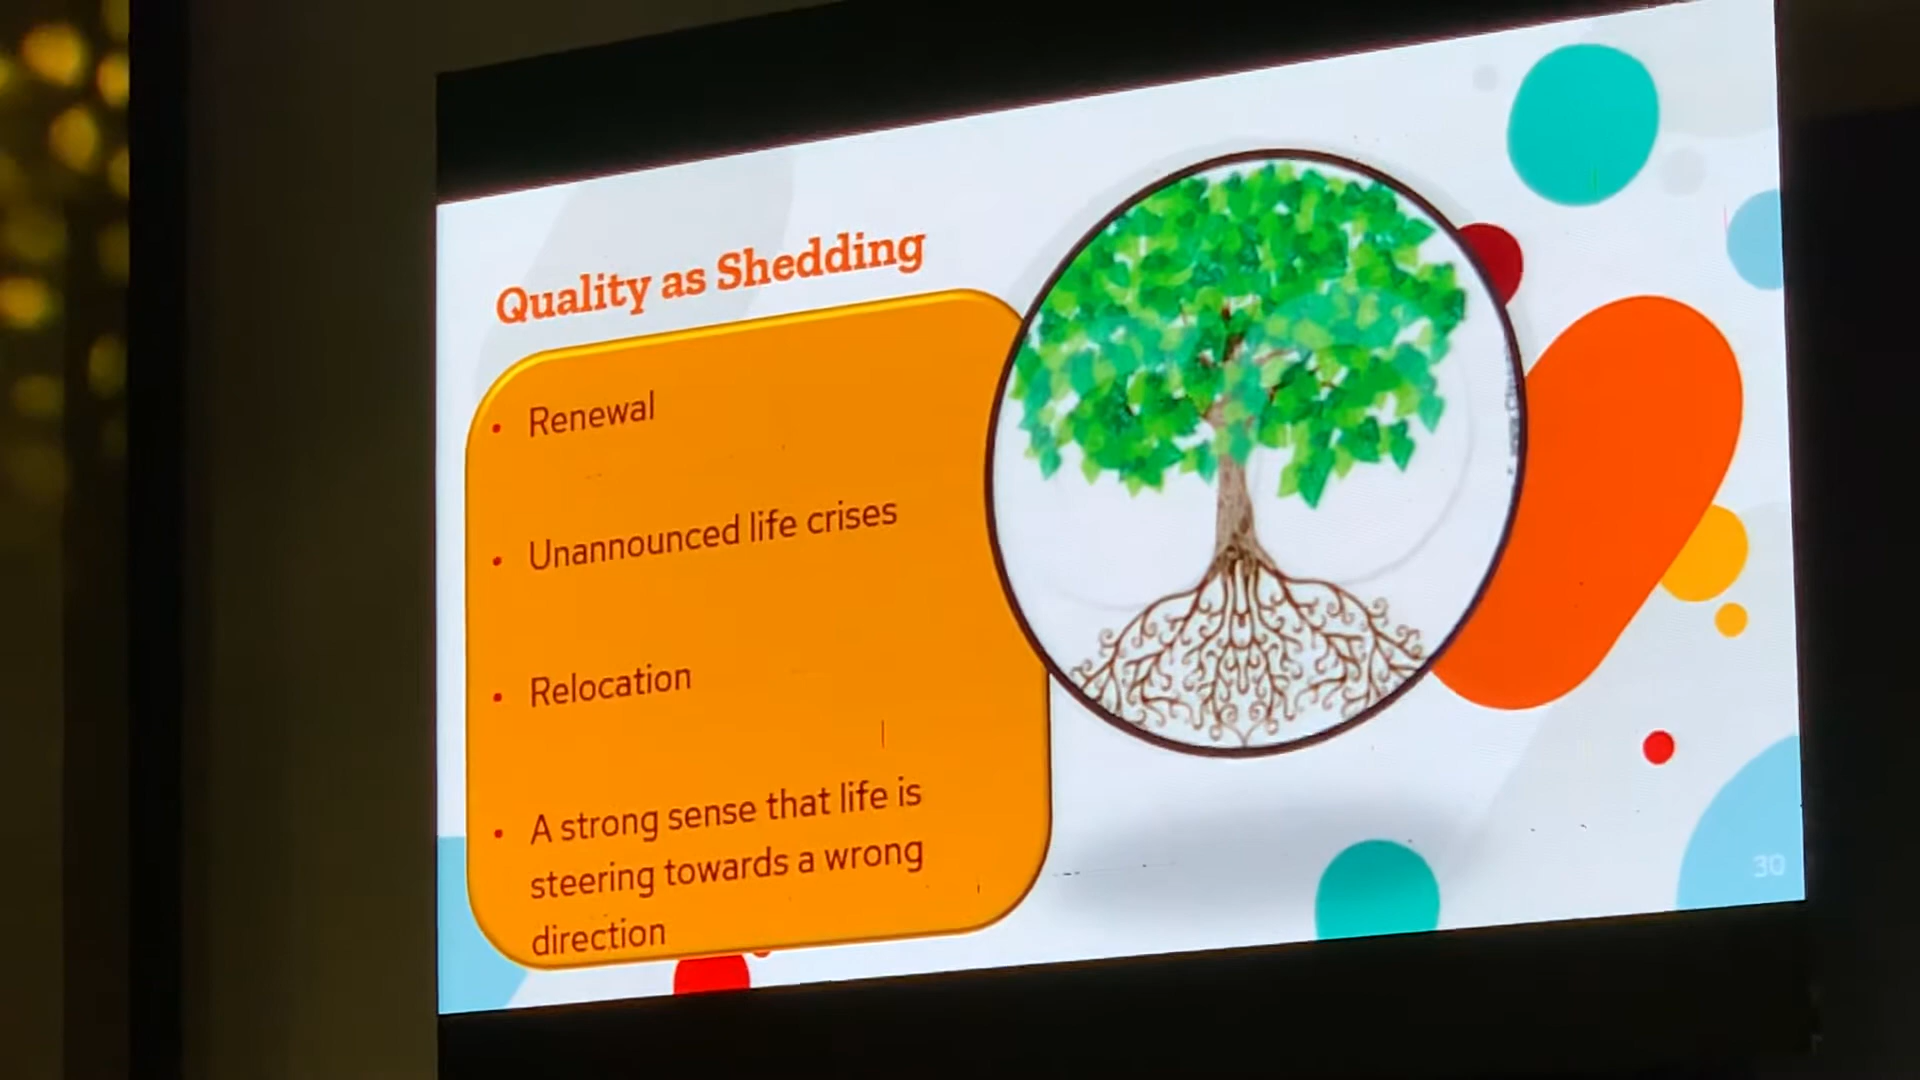 Quality as Shedding
• Renewal
• Unannounced life crises
• Relocation
• A strong sense that life is
steering towards a wrong
direction
30